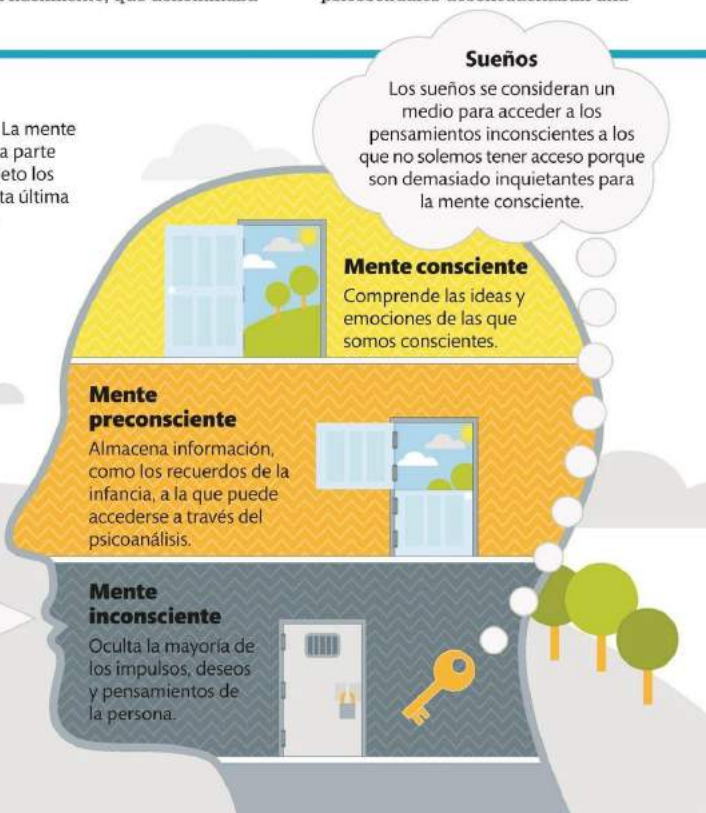 Sueños
Los sueños se consideran un
medio para acceder a los
pensamientos inconscientes a los
que no solemos tener acceso porque
son demasiado inquietantes para
la mente consciente.
La mente
a parte
eto los
ta última
Mente consciente
Comprende las ideas y
emociones de las que
somos conscientes.
Mente
preconsciente
Almacena información,
como los recuerdos de la
infancia, a la que puede
accederse a través del
psicoanálisis.
Mente
inconsciente
Oculta la mayoría de
los impulsos, deseos
y pensamientos de
la persona.